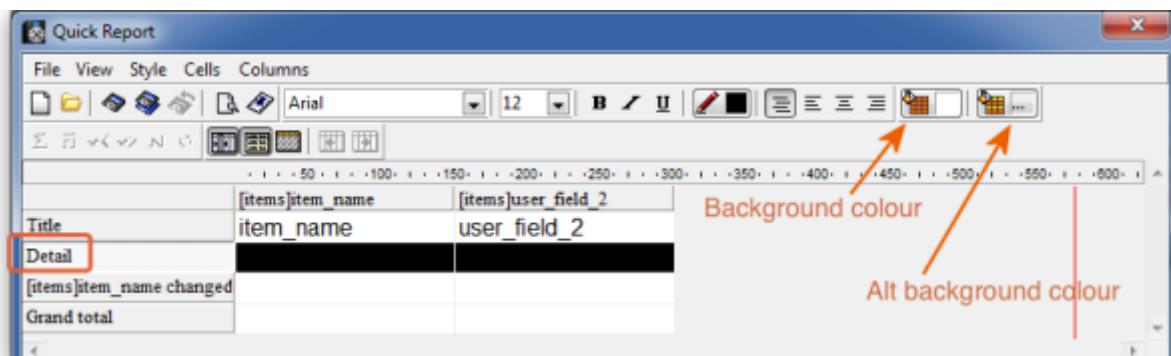 Quick Report
File View Style Cells Columns
Arial 12 B I U ...
50 100 150 200 250 300 350 400 450 500 550 600
[items]item_name [items]user_field_2
Background colour
Title item_name user_field_2
Detail
Alt background colour
[items]item_name changed
Grand total